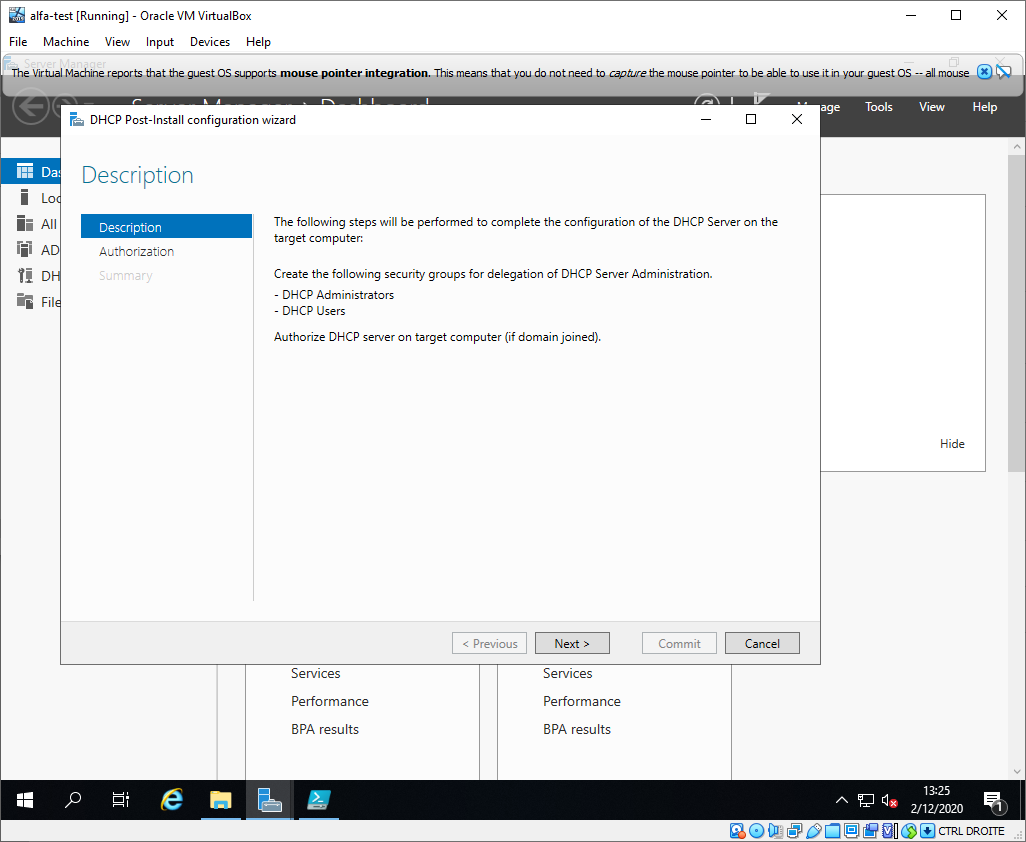 alfa-test [Running] - Oracle VM VirtualBox
File Machine View Input Devices Help
Server Manager
The Virtual Machine reports that the guest OS supports mouse pointer integration. This means that you do not need to capture the mouse pointer to be able to use it in your guest OS -- all mouse
Server Manager Dashboard
Tools View Help
DHCP Post-Install configuration wizard
Description
Das
Loc
All
AD
DH
File
Description
Authorization
Summary
The following steps will be performed to complete the configuration of the DHCP Server on the
target computer:
Create the following security groups for delegation of DHCP Server Administration.
- DHCP Administrators
- DHCP Users
Authorize DHCP server on target computer (if domain joined).
Hide
< Previous Next > Commit Cancel
Services Services
Performance Performance
BPA results BPA results
13:25
2/12/2020
1
CTRL DROITE